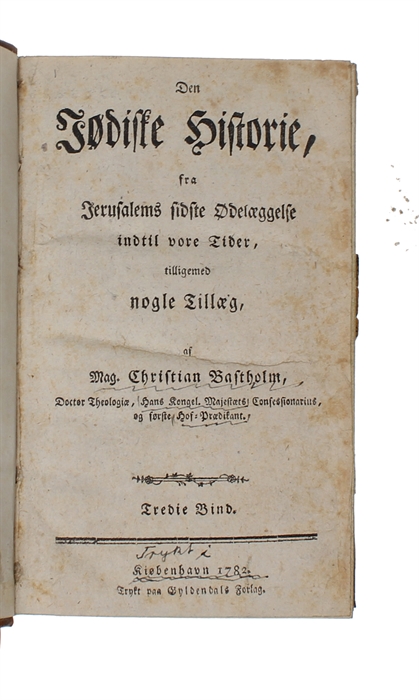 Den
Jødiske Historie,
fra
Jerusalems sidste Ødelæggelse
indtil vore Tider,
tilligemed
nogle Tillæg,
af
Mag. Christian Bastholm,
Doctor Theologiæ, Hans Kongel. Majestæts Confessionarius,
og første Hof-Prædikant.
Tredie Bind.
Trykt i
Kiøbenhavn 1782.
Trykt paa Gyldendals Forlag.